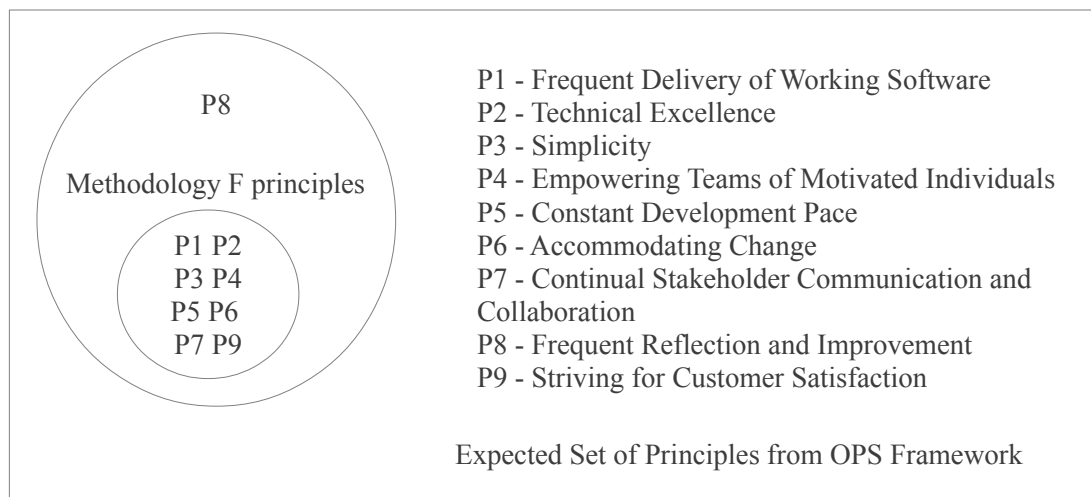 P8
Methodology F principles
P1 P2
P3 P4
P5 P6
P7 P9
P1 - Frequent Delivery of Working Software
P2 - Technical Excellence
P3 - Simplicity
P4 - Empowering Teams of Motivated Individuals
P5 - Constant Development Pace
P6 - Accommodating Change
P7 - Continual Stakeholder Communication and
Collaboration
P8 - Frequent Reflection and Improvement
P9 - Striving for Customer Satisfaction
Expected Set of Principles from OPS Framework